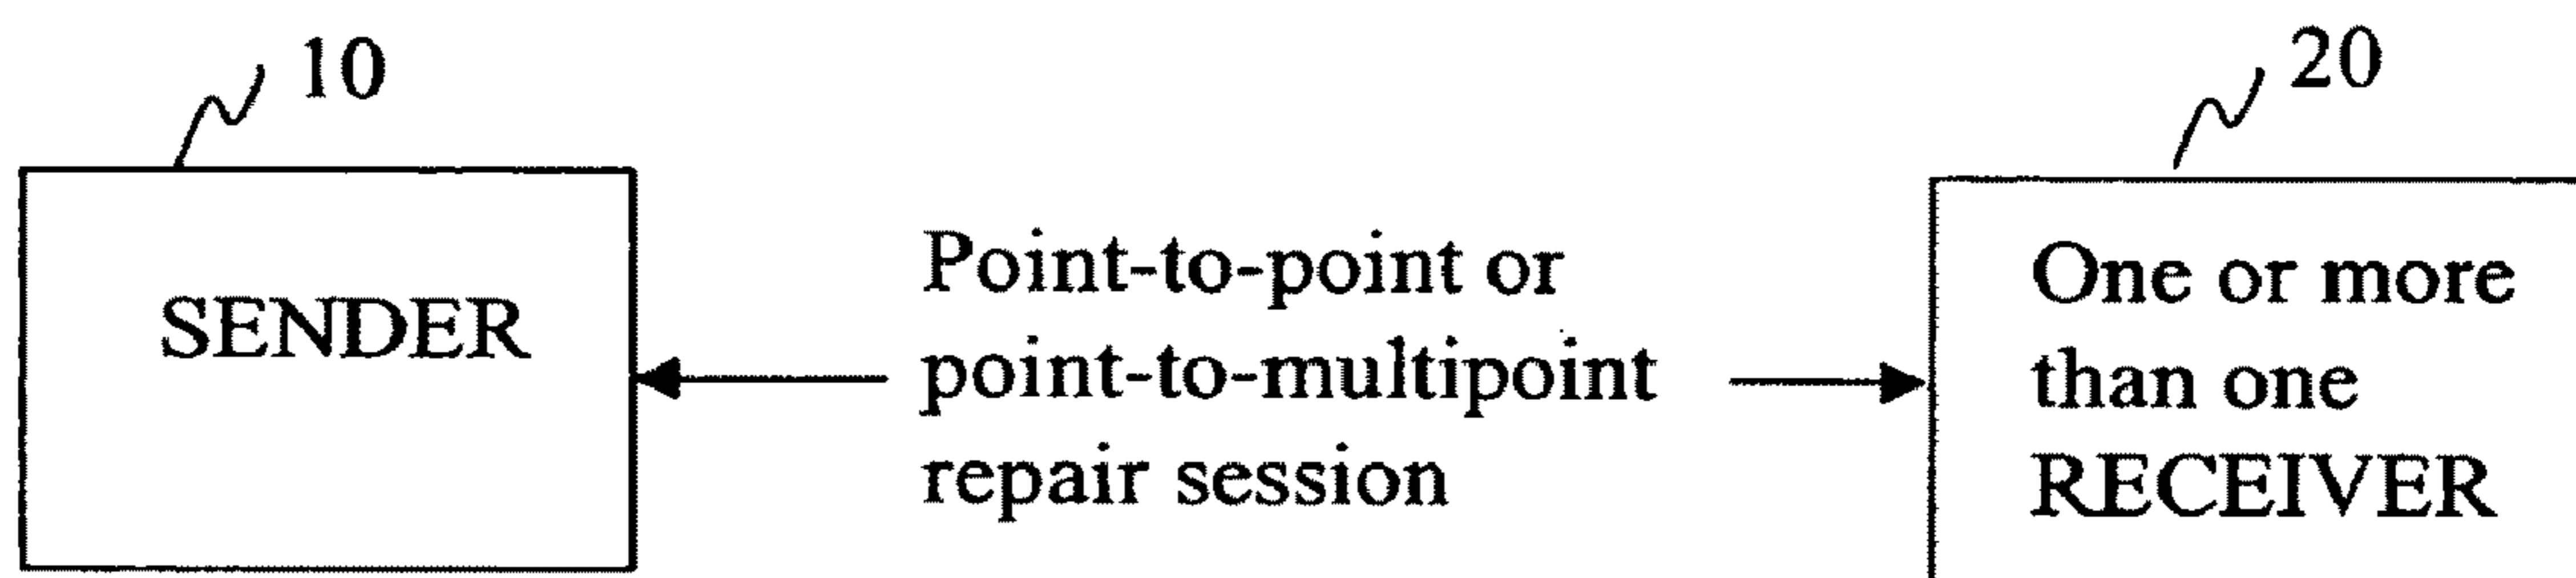 10
20
SENDER
Point-to-point or
point-to-multipoint
repair session
One or more
than one
RECEIVER